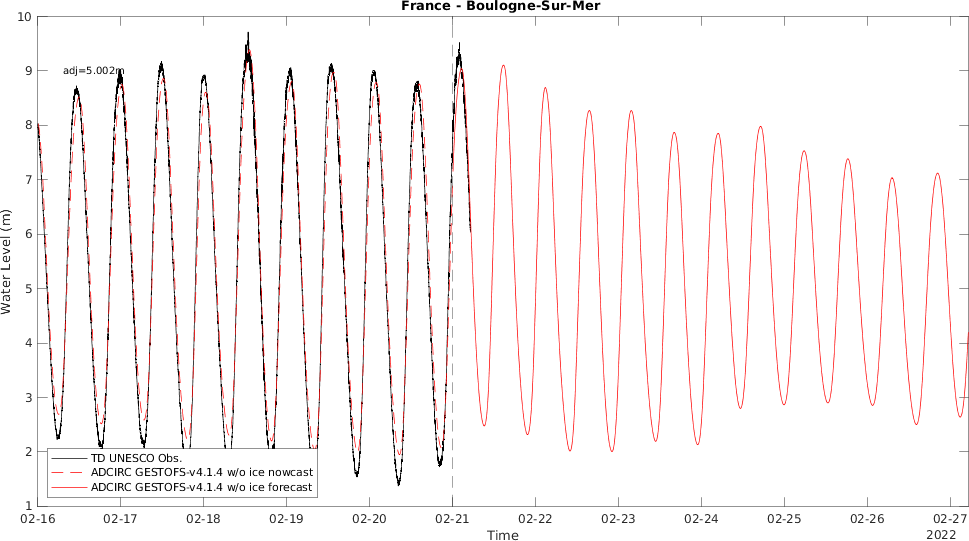 France - Boulogne-Sur-Mer
10
9
8
7
6
5
4
3
2
1
Water Level (m)
adj=5.002m
TD UNESCO Obs.
ADCIRC GESTOFS-v4.1.4 w/o ice nowcast
ADCIRC GESTOFS-v4.1.4 w/o ice forecast
02-16 02-17 02-18 02-19 02-20 02-21 02-22 02-23 02-24 02-25 02-26 02-27
Time
2022